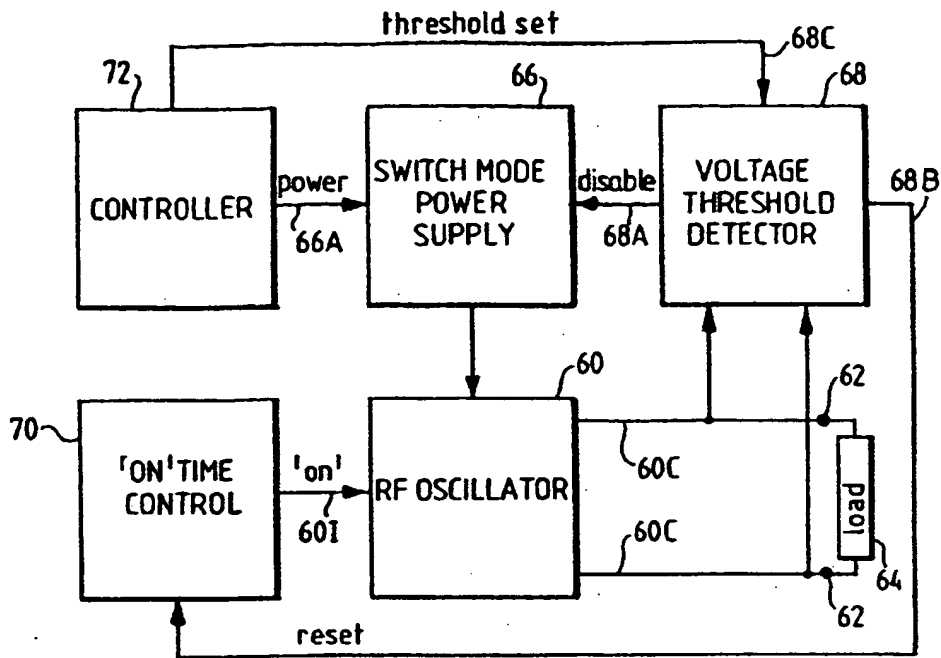 threshold set
68C
72
66
68
CONTROLLER
power
66A
SWITCH MODE
POWER
SUPPLY
disable
68A
VOLTAGE
THRESHOLD
DETECTOR
68B
60
62
70
'ON' TIME
CONTROL
'on'
60I
RF OSCILLATOR
60C
60C
load
64
62
reset